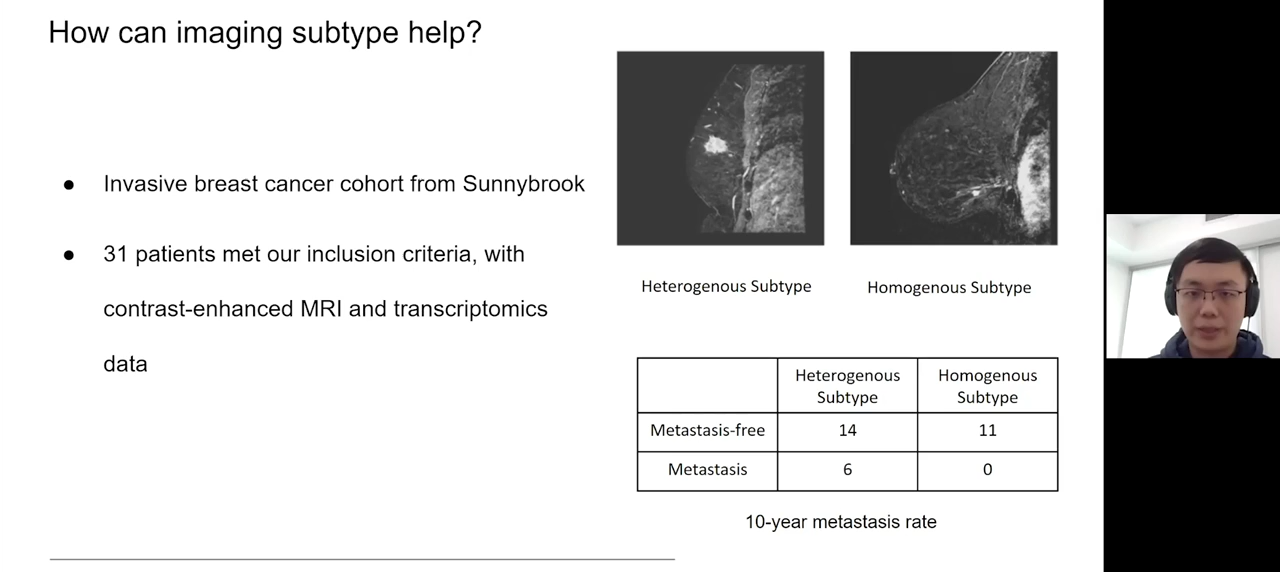 How can imaging subtype help?
● Invasive breast cancer cohort from Sunnybrook
● 31 patients met our inclusion criteria, with
contrast-enhanced MRI and transcriptomics
data
Heterogenous Subtype
Homogenous Subtype
Heterogenous Subtype
Homogenous Subtype
Metastasis-free 14 11
Metastasis 6 0
10-year metastasis rate